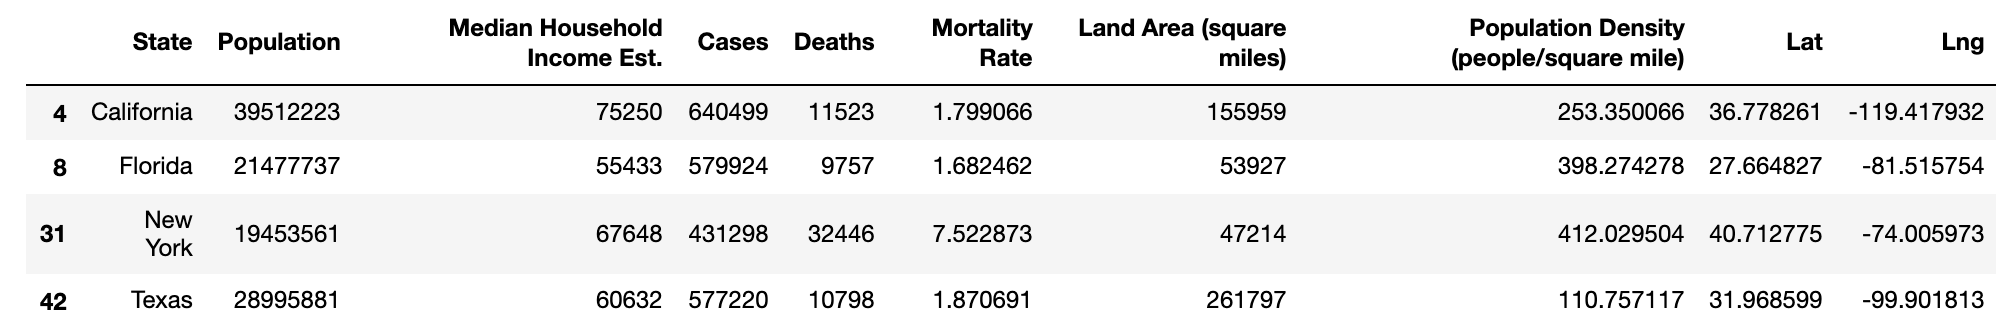 State Population Median Household Income Est. Cases Deaths Mortality Rate Land Area (square miles) Population Density (people/square mile) Lat Lng
4 California 39512223 75250 640499 11523 1.799066 155959 253.350066 36.778261 -119.417932
8 Florida 21477737 55433 579924 9757 1.682462 53927 398.274278 27.664827 -81.515754
31 New York 19453561 67648 431298 32446 7.522873 47214 412.029504 40.712775 -74.005973
42 Texas 28995881 60632 577220 10798 1.870691 261797 110.757117 31.968599 -99.901813